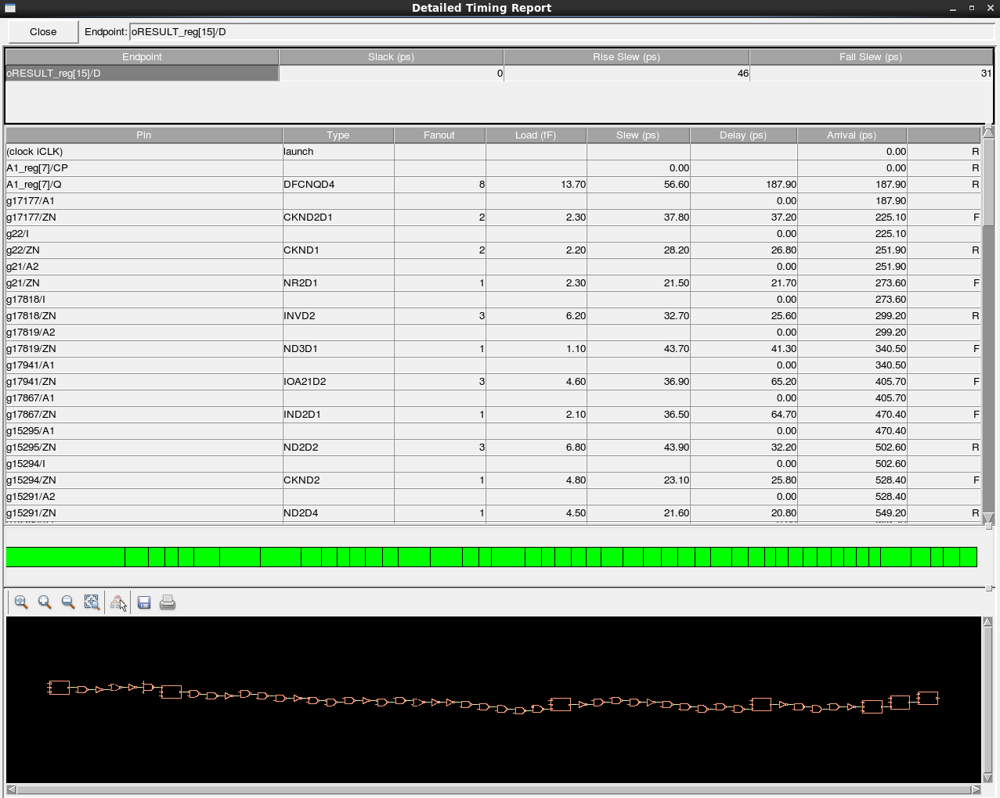 Detailed Timing Report
Close Endpoint: oRESULT_reg[15]/D
Endpoint Slack (ps) Rise Slew (ps) Fall Slew (ps)
oRESULT_reg[15]/D 0 46 31
Pin Type Fanout Load (fF) Slew (ps) Delay (ps) Arrival (ps)
(clock iCLK) launch 0.00 R
A1_reg[7]/CP 0.00 0.00 R
A1_reg[7]/Q DFCNQD4 8 13.70 56.60 187.90 187.90 R
g17177/A1 0.00 187.90
g17177/ZN CKND2D1 2 2.30 37.80 37.20 225.10 F
g22/I 0.00 225.10
g22/ZN CKND1 2 2.20 28.20 26.80 251.90 R
g21/A2 0.00 251.90
g21/ZN NR2D1 1 2.30 21.50 21.70 273.60 F
g17818/I 0.00 273.60
g17818/ZN INVD2 3 6.20 32.70 25.60 299.20 R
g17819/A2 0.00 299.20
g17819/ZN ND3D1 1 1.10 43.70 41.30 340.50 F
g17941/A1 0.00 340.50
g17941/ZN IOA21D2 3 4.60 36.90 65.20 405.70 F
g17867/A1 0.00 405.70
g17867/ZN IND2D1 1 2.10 36.50 64.70 470.40 F
g15295/A1 0.00 470.40
g15295/ZN ND2D2 3 6.80 43.90 32.20 502.60 R
g15294/I 0.00 502.60
g15294/ZN CKND2 1 4.80 23.10 25.80 528.40 F
g15291/A2 0.00 528.40
g15291/ZN ND2D4 1 4.50 21.60 20.80 549.20 R